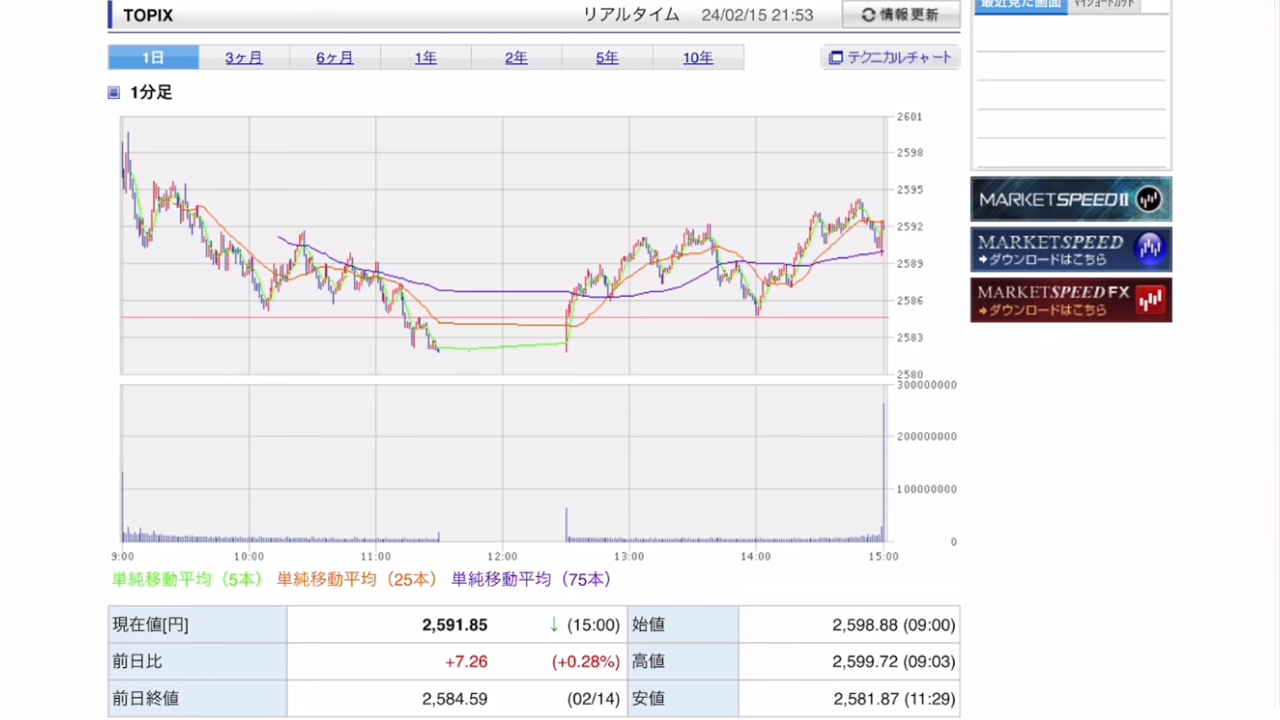 TOPIX リアルタイム 24/02/15 21:53 情報更新
最近見た画面 マイショートカット
1日 3ヶ月 6ヶ月 1年 2年 5年 10年 テクニカルチャート
1分足
2601
2598
2595
2592
2589
2586
2583
2580
300000000
200000000
100000000
0
9:00 10:00 11:00 12:00 13:00 14:00 15:00
単純移動平均（5本） 単純移動平均（25本） 単純移動平均（75本）
MARKETSPEED II
MARKETSPEED
ダウンロードはこちら
MARKETSPEED FX
ダウンロードはこちら
現在値[円] 2,591.85 ↓ (15:00) 始値 2,598.88 (09:00)
前日比 +7.26 (+0.28%) 高値 2,599.72 (09:03)
前日終値 2,584.59 (02/14) 安値 2,581.87 (11:29)